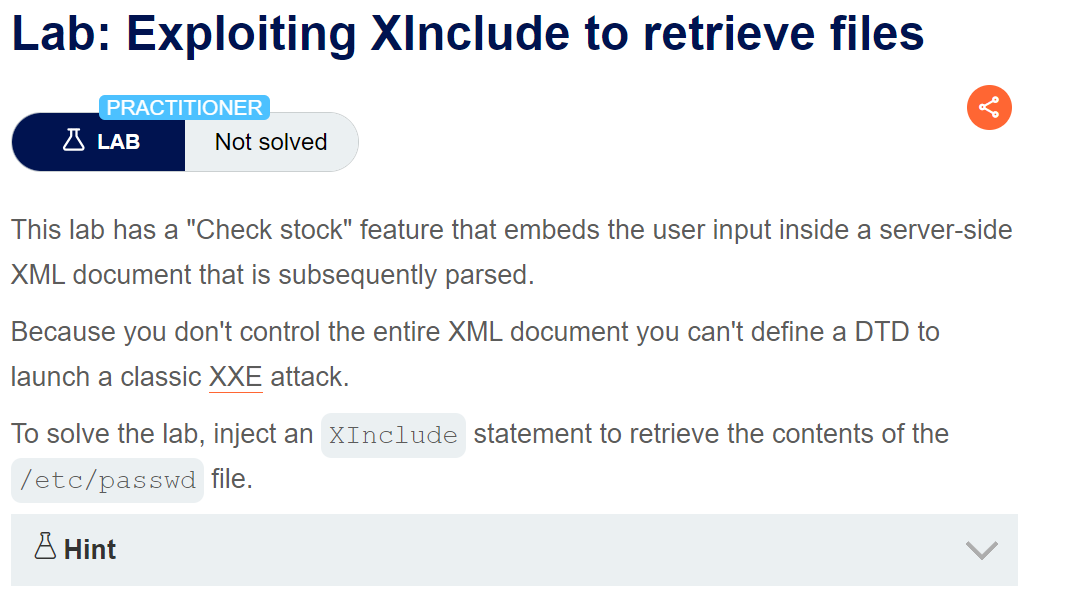 Lab: Exploiting XInclude to retrieve files
PRACTITIONER
LAB
Not solved
This lab has a "Check stock" feature that embeds the user input inside a server-side
XML document that is subsequently parsed.
Because you don't control the entire XML document you can't define a DTD to
launch a classic XXE attack.
To solve the lab, inject an XInclude statement to retrieve the contents of the
/etc/passwd file.
Hint